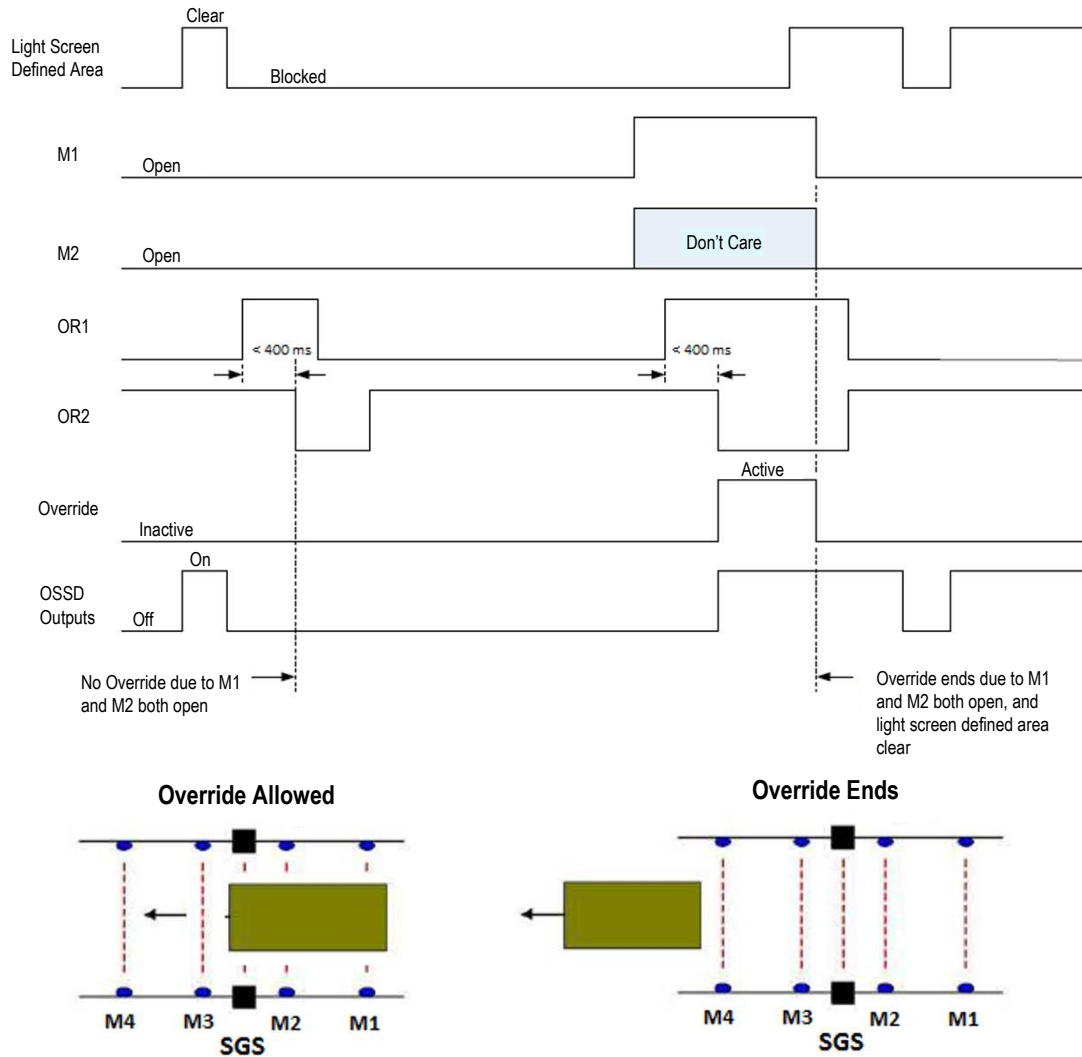 Clear
Light Screen
Defined Area
Blocked
M1
Open
M2
Open
Don't Care
OR1
< 400 ms
< 400 ms
OR2
Active
Override
Inactive
On
OSSD
Outputs
Off
No Override due to M1
and M2 both open
Override ends due to M1
and M2 both open, and
light screen defined area
clear
Override Allowed
Override Ends
M4 M3 M2 M1
SGS
M4 M3 M2 M1
SGS